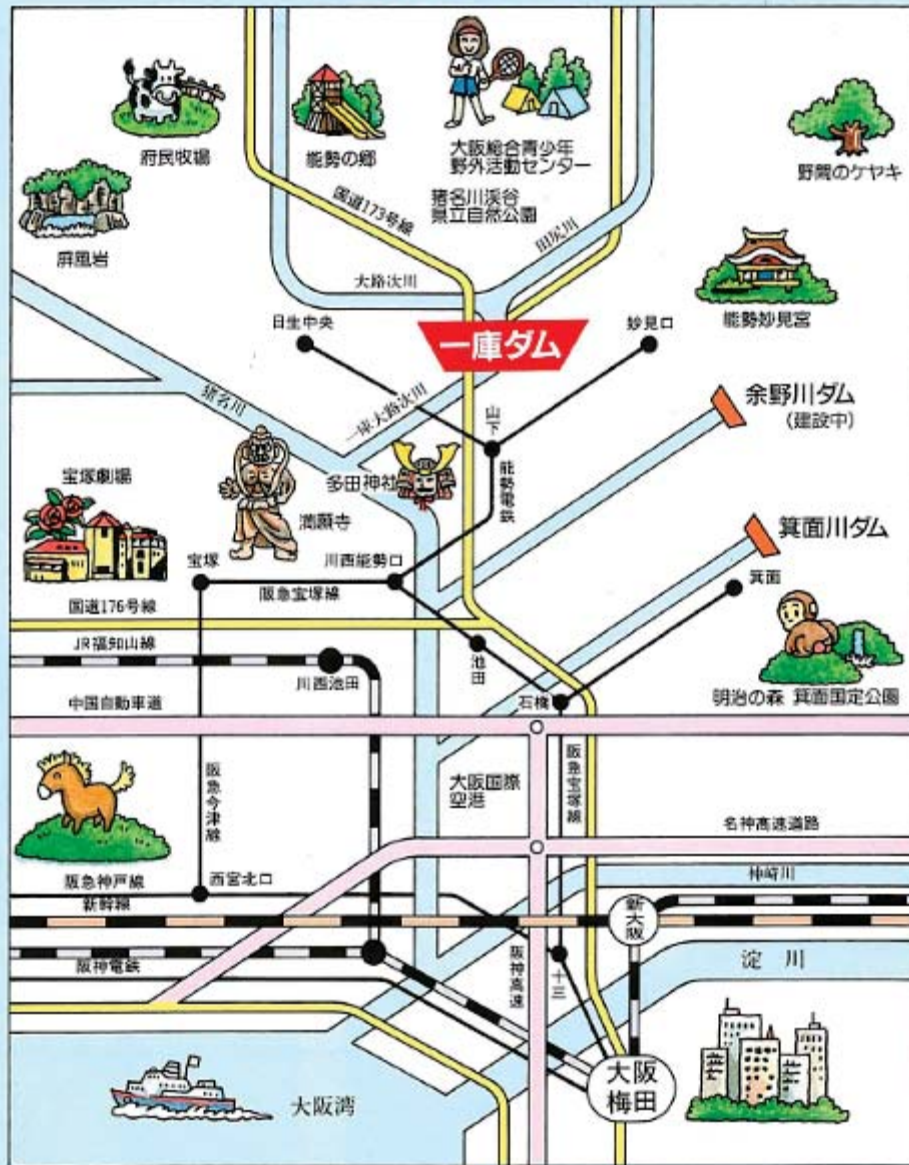 府民牧場
能勢の郷
大阪総合青少年
野外活動センター
猪名川渓谷
県立自然公園
野間のケヤキ
屏風岩
国道173号線
田尻川
大路次川
能勢妙見宮
日生中央
一庫ダム
妙見口
猪名川
一庫大路次川
山下
余野川ダム
(建設中)
能勢電鉄
宝塚劇場
満願寺
多田神社
箕面川ダム
宝塚
川西能勢口
阪急宝塚線
箕面
国道176号線
JR福知山線
川西池田
池田
石橋
明治の森 箕面国定公園
中国自動車道
阪急今津線
大阪国際
空港
阪急宝塚線
名神高速道路
阪急神戸線
西宮北口
神崎川
新幹線
新大阪
阪神電鉄
阪神高速
十三
淀川
大阪湾
大阪
梅田